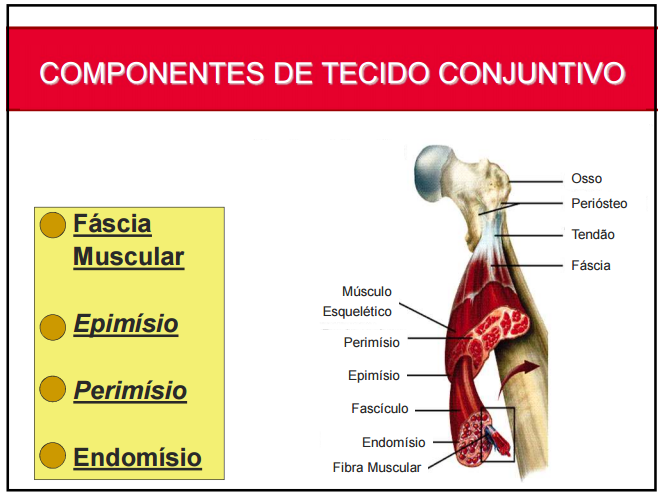 COMPONENTES DE TECIDO CONJUNTIVO
Fáscia
Muscular
Epimísio
Perimísio
Endomísio
Osso
Periósteo
Tendão
Fáscia
Músculo
Esquelético
Perimísio
Epimísio
Fascículo
Endomísio
Fibra Muscular